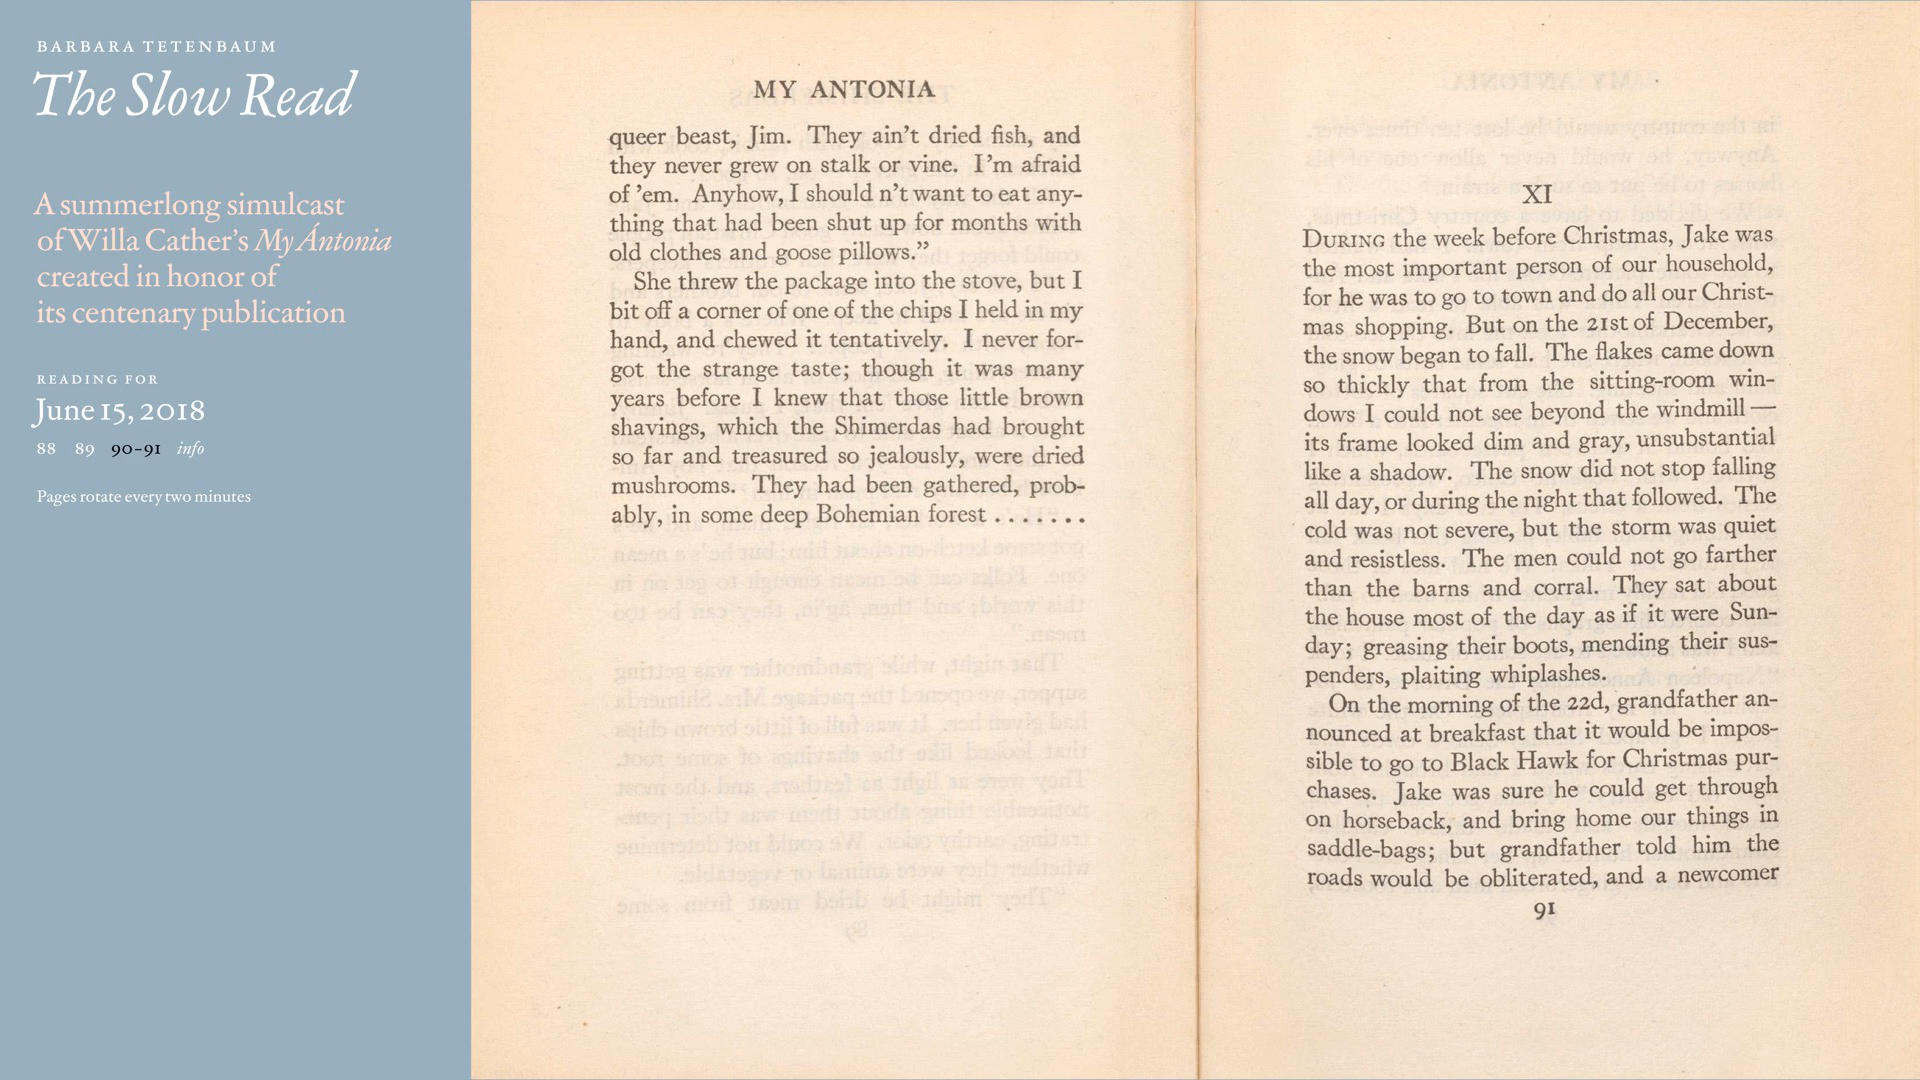 BARBARA TETENBAUM
The Slow Read
A summerlong simulcast
of Willa Cather's My Ántonia
created in honor of
its centenary publication
READING FOR
June 15, 2018
88 89 90–91 info
Pages rotate every two minutes
MY ANTONIA
queer beast, Jim. They ain't dried fish, and
they never grew on stalk or vine. I'm afraid
of 'em. Anyhow, I should n't want to eat any-
thing that had been shut up for months with
old clothes and goose pillows."
She threw the package into the stove, but I
bit off a corner of one of the chips I held in my
hand, and chewed it tentatively. I never for-
got the strange taste; though it was many
years before I knew that those little brown
shavings, which the Shimerdas had brought
so far and treasured so jealously, were dried
mushrooms. They had been gathered, prob-
ably, in some deep Bohemian forest . . . . . . .
XI
DURING the week before Christmas, Jake was
the most important person of our household,
for he was to go to town and do all our Christ-
mas shopping. But on the 21st of December,
the snow began to fall. The flakes came down
so thickly that from the sitting-room win-
dows I could not see beyond the windmill —
its frame looked dim and gray, unsubstantial
like a shadow. The snow did not stop falling
all day, or during the night that followed. The
cold was not severe, but the storm was quiet
and resistless. The men could not go farther
than the barns and corral. They sat about
the house most of the day as if it were Sun-
day; greasing their boots, mending their sus-
penders, plaiting whiplashes.
On the morning of the 22d, grandfather an-
nounced at breakfast that it would be impos-
sible to go to Black Hawk for Christmas pur-
chases. Jake was sure he could get through
on horseback, and bring home our things in
saddle-bags; but grandfather told him the
roads would be obliterated, and a newcomer
91